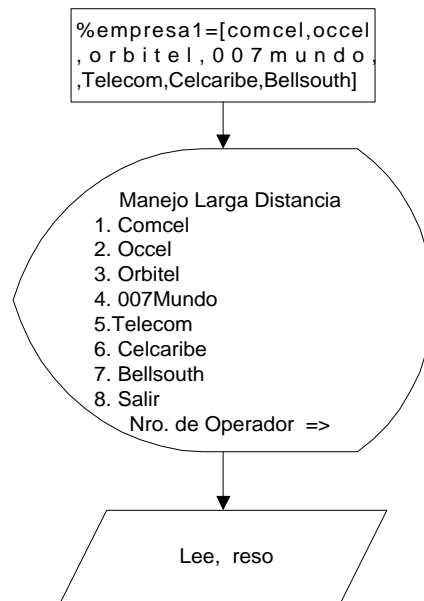 %empresa1=[comcel,occel
,orbitel,007mundo,
,Telecom,Celcaribe,Bellsouth]
Manejo Larga Distancia
1. Comcel
2. Occel
3. Orbitel
4. 007Mundo
5.Telecom
6. Celcaribe
7. Bellsouth
8. Salir
Nro. de Operador =>
Lee, reso